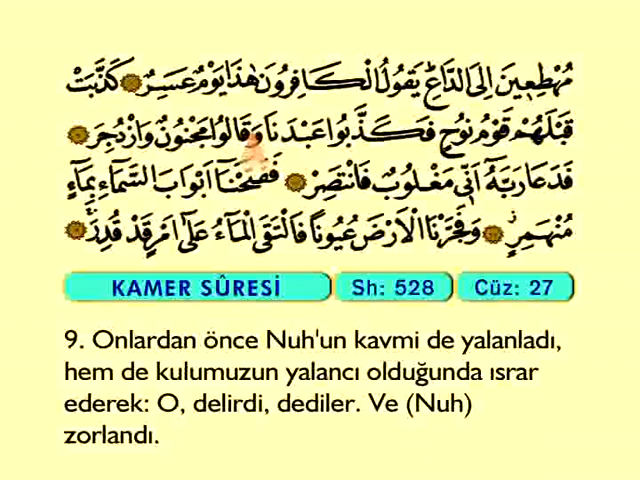 مُهْطِعِينَ اِلَى الدَّاعِۜ يَقُولُ الْكَافِرُونَ هٰذَا يَوْمٌ عَسِرٌ كَذَّبَتْ
قَبْلَهُمْ قَوْمُ نُوحٍ فَكَذَّبُوا عَبْدَنَا وَقَالُوا مَجْنُونٌ وَازْدُجِرَ
فَدَعَا رَبَّهُٓ اَنّ۪ي مَغْلُوبٌ فَانْتَصِرْ فَفَتَحْنَٓا اَبْوَابَ السَّمَٓاءِ بِمَٓاءٍ
مُنْهَمِرٍۘ وَفَجَّرْنَا الْاَرْضَ عُيُونًا فَالْتَقَى الْمَٓاءُ عَلٰٓى اَمْرٍ قَدْ قُدِرَۚ
KAMER SÛRESİ Sh: 528 Cüz: 27
9. Onlardan önce Nuh'un kavmi de yalanladı,
hem de kulumuzun yalancı olduğunda ısrar
ederek: O, delirdi, dediler. Ve (Nuh)
zorlandı.